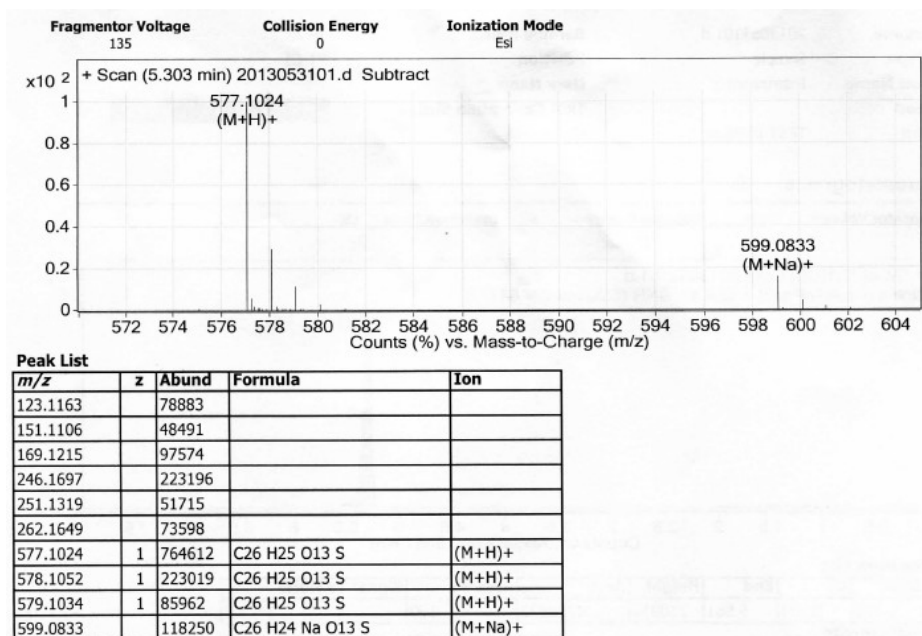 Fragmentor Voltage Collision Energy Ionization Mode
135 0 Esi
x10 2 + Scan (5.303 min) 2013053101.d Subtract
577.1024
(M+H)+
1
0.8
0.6
0.4
599.0833
(M+Na)+
0.2
0
572 574 576 578 580 582 584 586 588 590 592 594 596 598 600 602 604
Counts (%) vs. Mass-to-Charge (m/z)
Peak List
m/z z Abund Formula Ion
123.1163 78883
151.1106 48491
169.1215 97574
246.1697 223196
251.1319 51715
262.1649 73598
577.1024 1 764612 C26 H25 O13 S (M+H)+
578.1052 1 223019 C26 H25 O13 S (M+H)+
579.1034 1 85962 C26 H25 O13 S (M+H)+
599.0833 118250 C26 H24 Na O13 S (M+Na)+